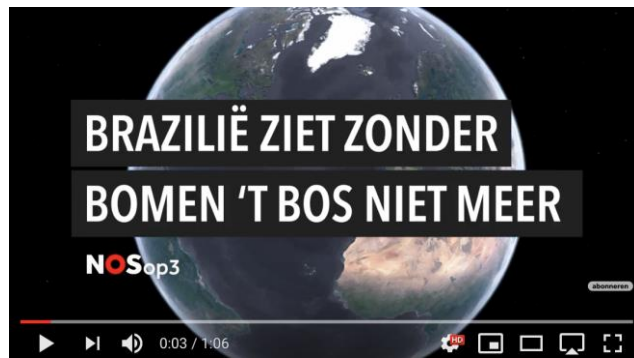 BRAZILIË ZIET ZONDER
BOMEN ‘T BOS NIET MEER
NOSop3
abonneren
0:03 / 1:06
HD